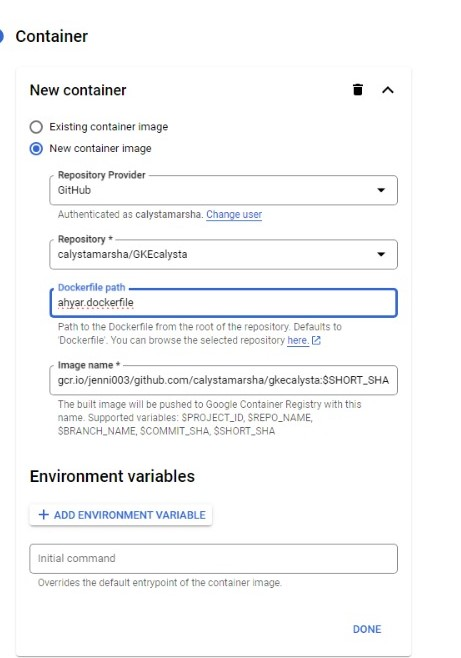 Container
New container
Existing container image
New container image
Repository Provider
GitHub
Authenticated as calystamarsha. Change user
Repository *
calystamarsha/GKEcalysta
Dockerfile path
ahyar.dockerfile
Path to the Dockerfile from the root of the repository. Defaults to
'Dockerfile'. You can browse the selected repository here.
Image name *
gcr.io/jenni003/github.com/calystamarsha/gkecalysta:$SHORT_SHA
The built image will be pushed to Google Container Registry with this
name. Supported variables: $PROJECT_ID, $REPO_NAME,
$BRANCH_NAME, $COMMIT_SHA, $SHORT_SHA
Environment variables
+ ADD ENVIRONMENT VARIABLE
Initial command
Overrides the default entrypoint of the container image.
DONE